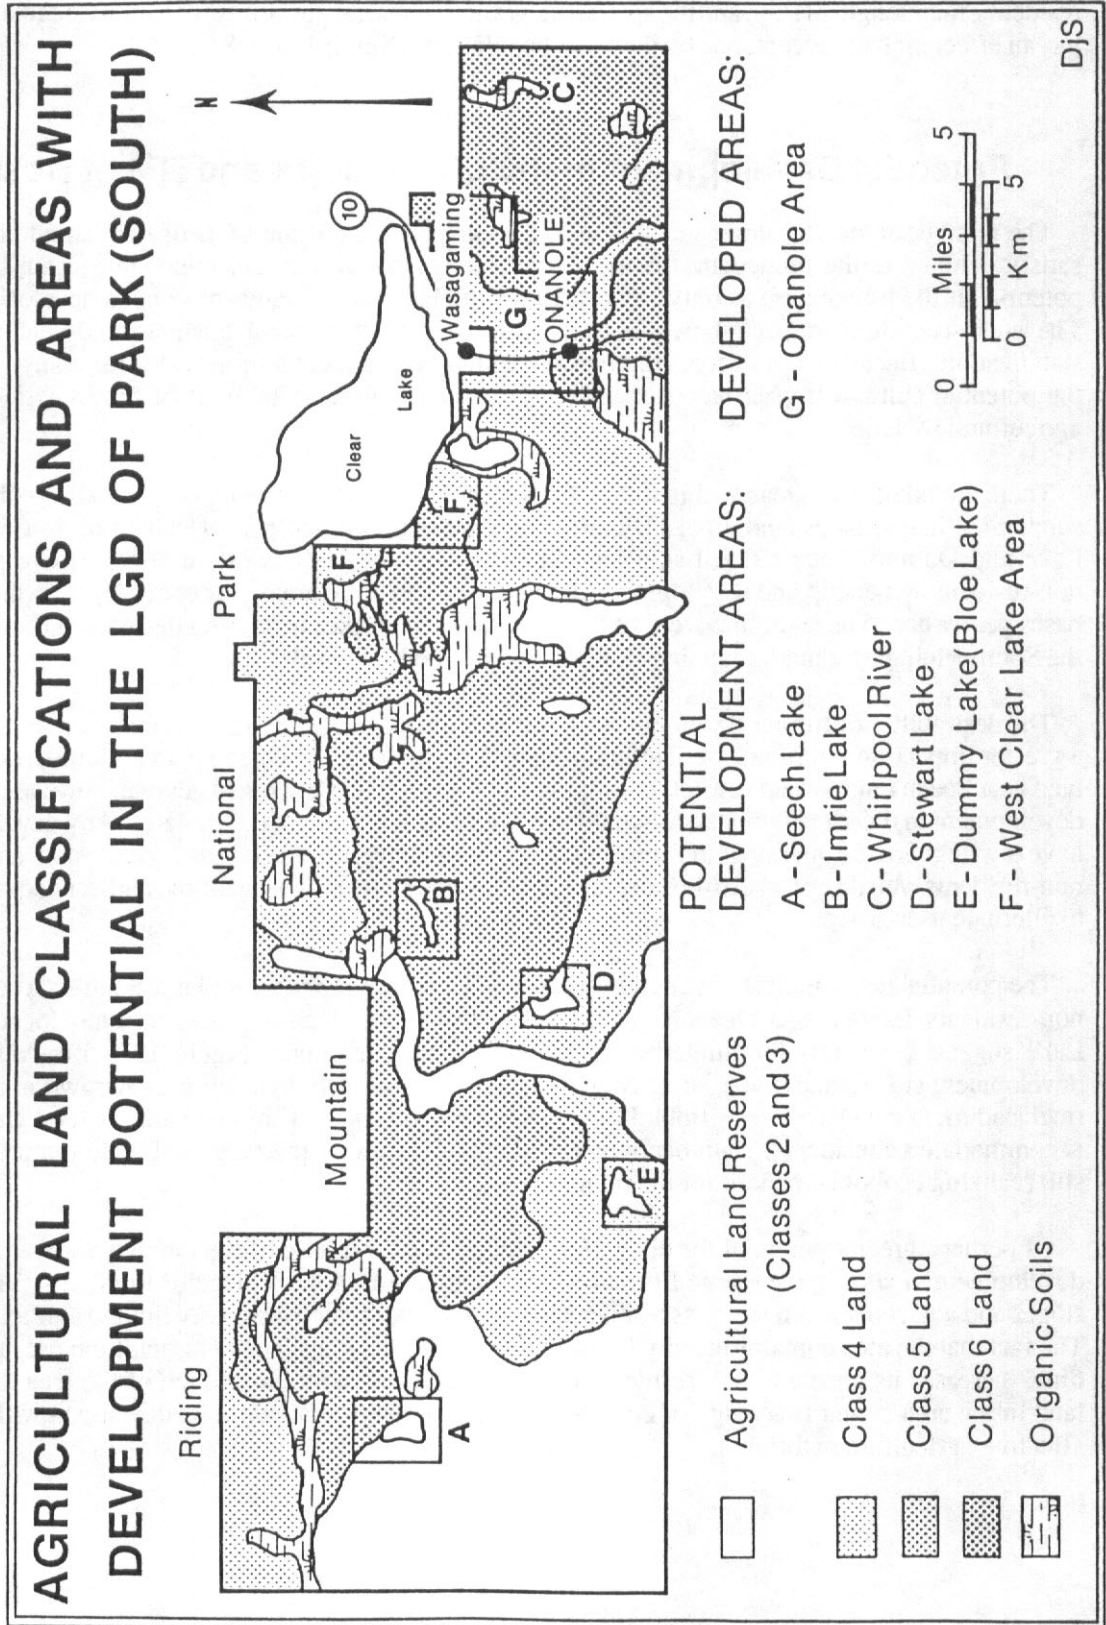 AGRICULTURAL LAND CLASSIFICATIONS AND AREAS WITH
DEVELOPMENT POTENTIAL IN THE LGD OF PARK(SOUTH)
Riding
Mountain
National
Park
N
10
Clear
Lake
Wasagaming
ONANOLE
A
B
C
D
E
F
F
G
Agricultural Land Reserves
(Classes 2 and 3)
Class 4 Land
Class 5 Land
Class 6 Land
Organic Soils
POTENTIAL
DEVELOPMENT AREAS:
A - Seech Lake
B - Imrie Lake
C - Whirlpool River
D - Stewart Lake
E - Dummy Lake(Bloe Lake)
F - West Clear Lake Area
DEVELOPED AREAS:
G - Onanole Area
0 Miles 5
0 Km 5
DjS